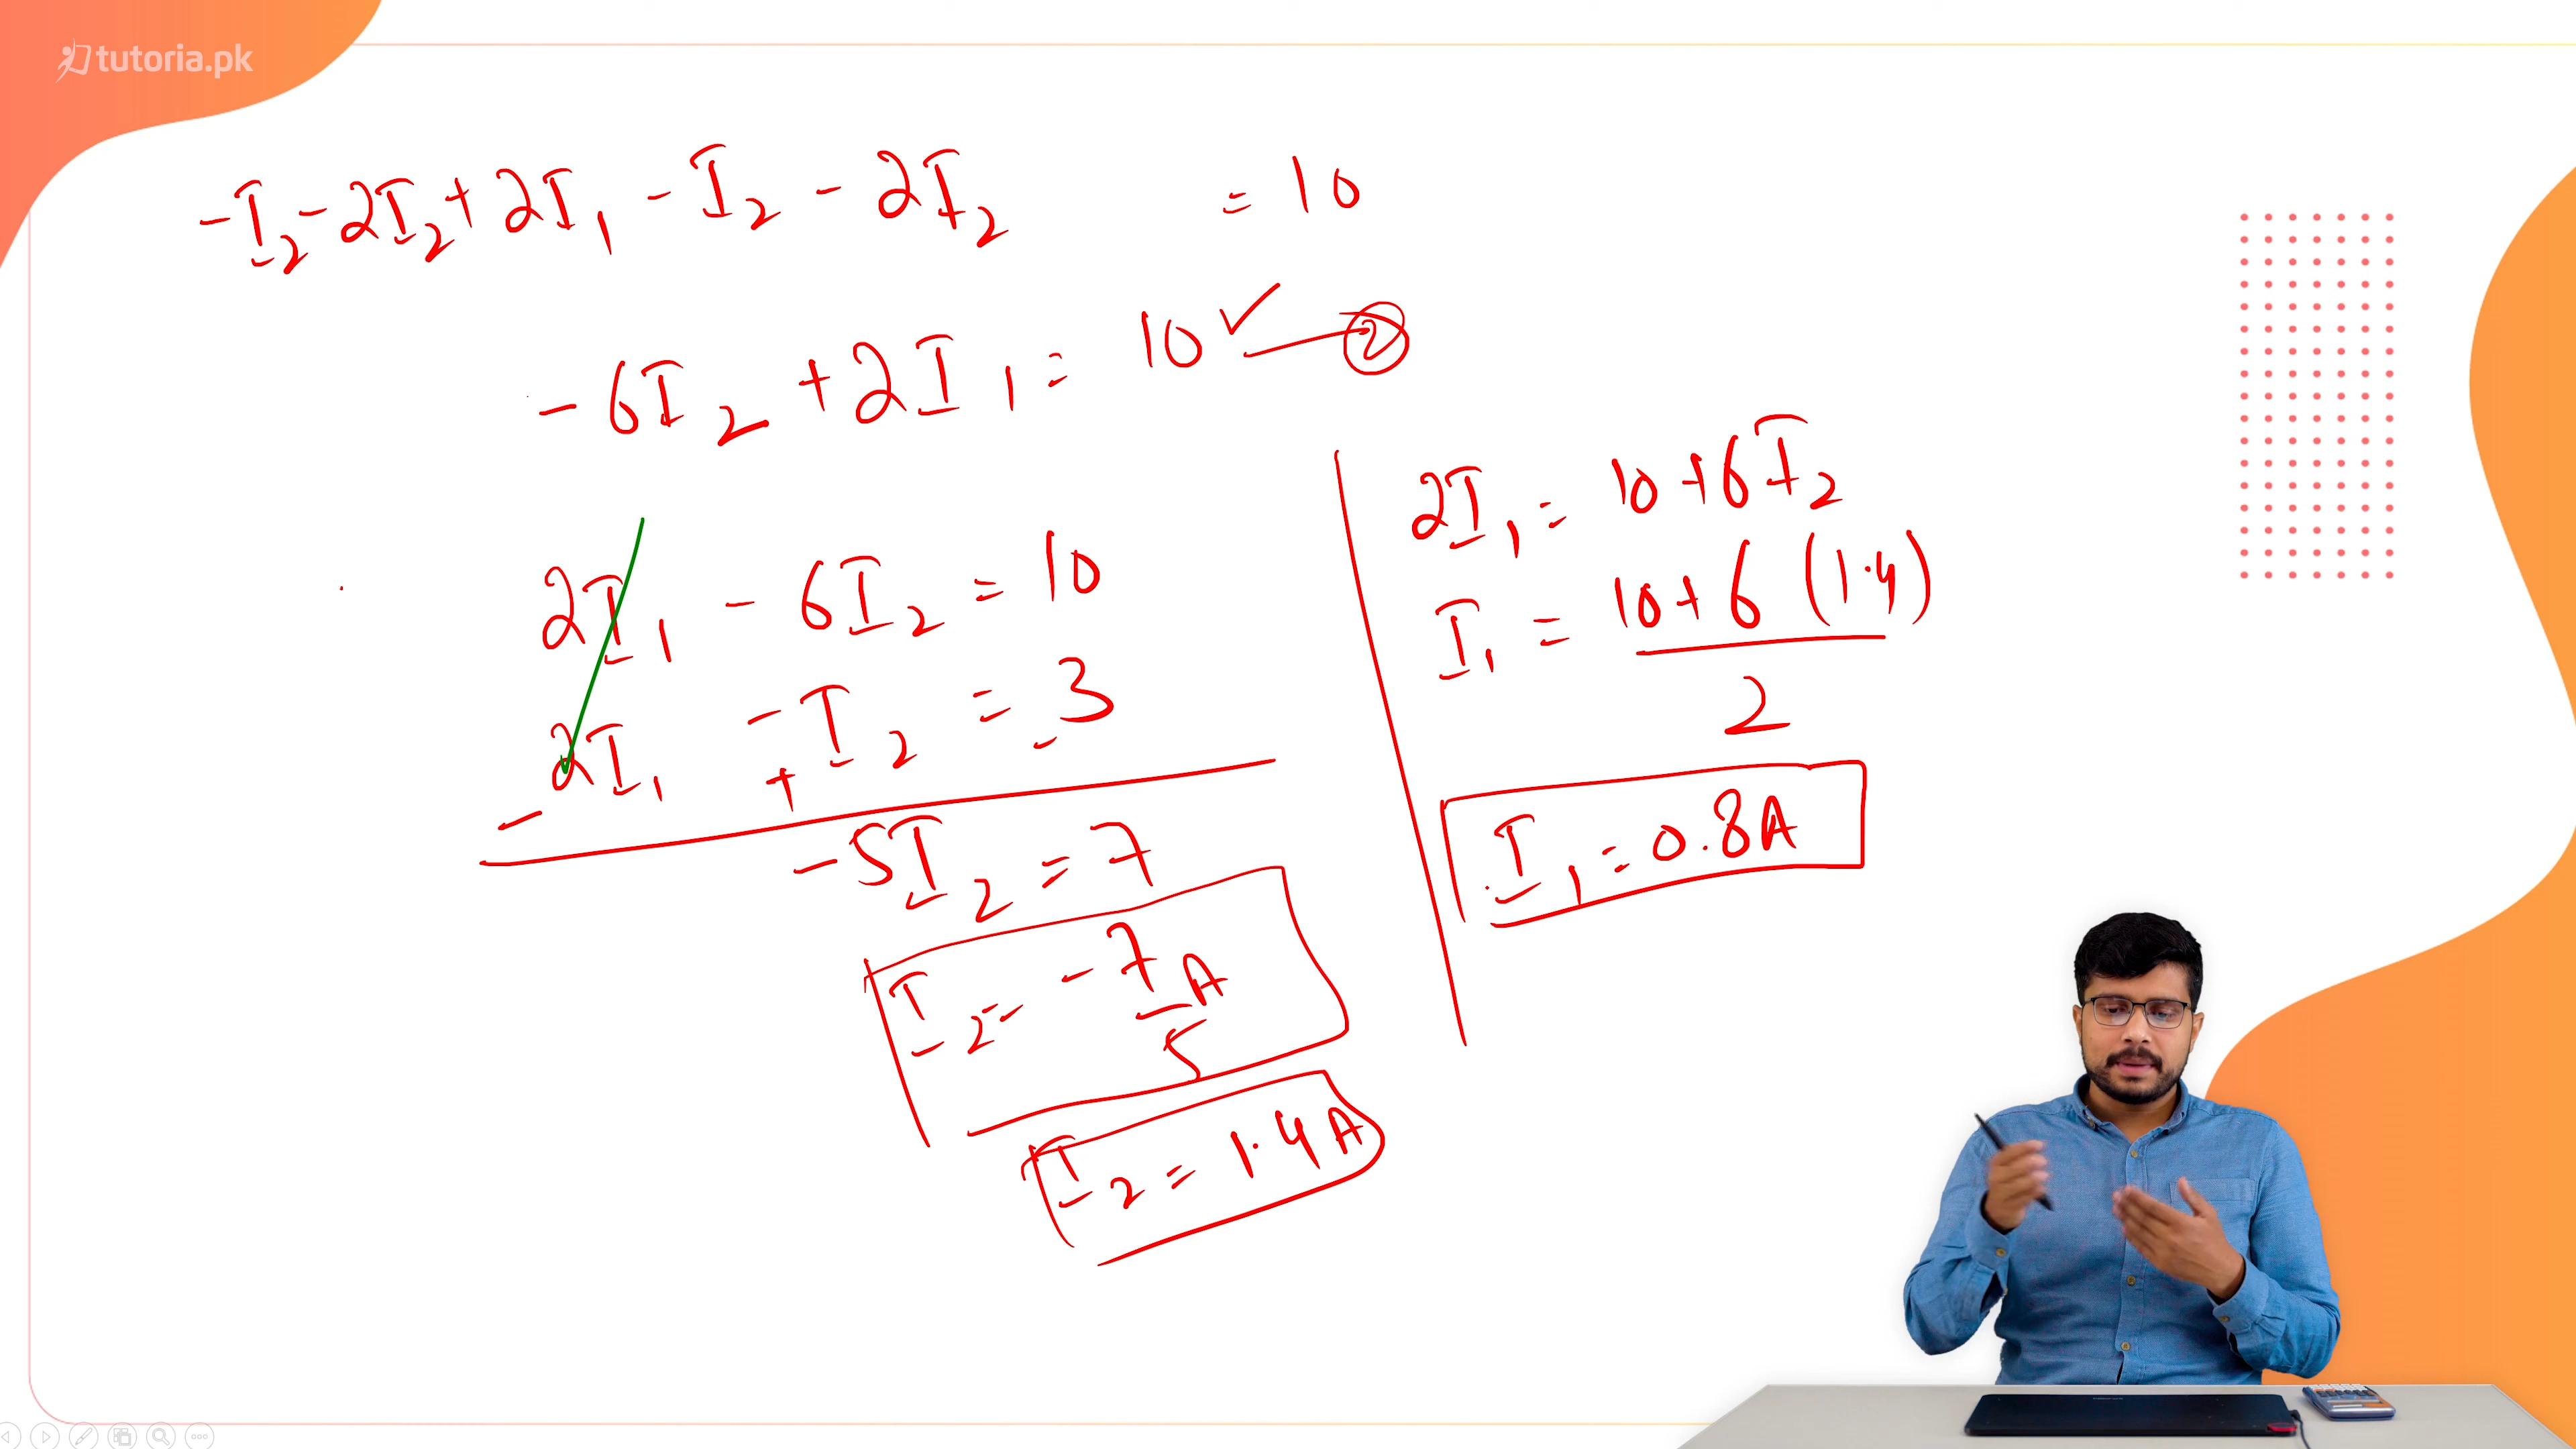 tutoria.pk
-I₂-2I₂+2I₁-I₂-2I₂ =10
-6I₂+2I₁=10✓ ②
2I₁-6I₂=10
2I₁ -I₂=3
- + -
-5I₂=7
I₂=-7/5 A
I₂=1.4A
2I₁=10+6I₂
I₁=10+6(1.4)/2
I₁=0.8A